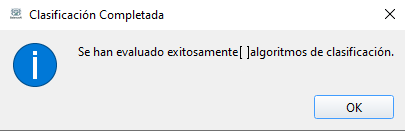 Clasificación Completada
Se han evaluado exitosamente[ ]algoritmos de clasificación.
OK